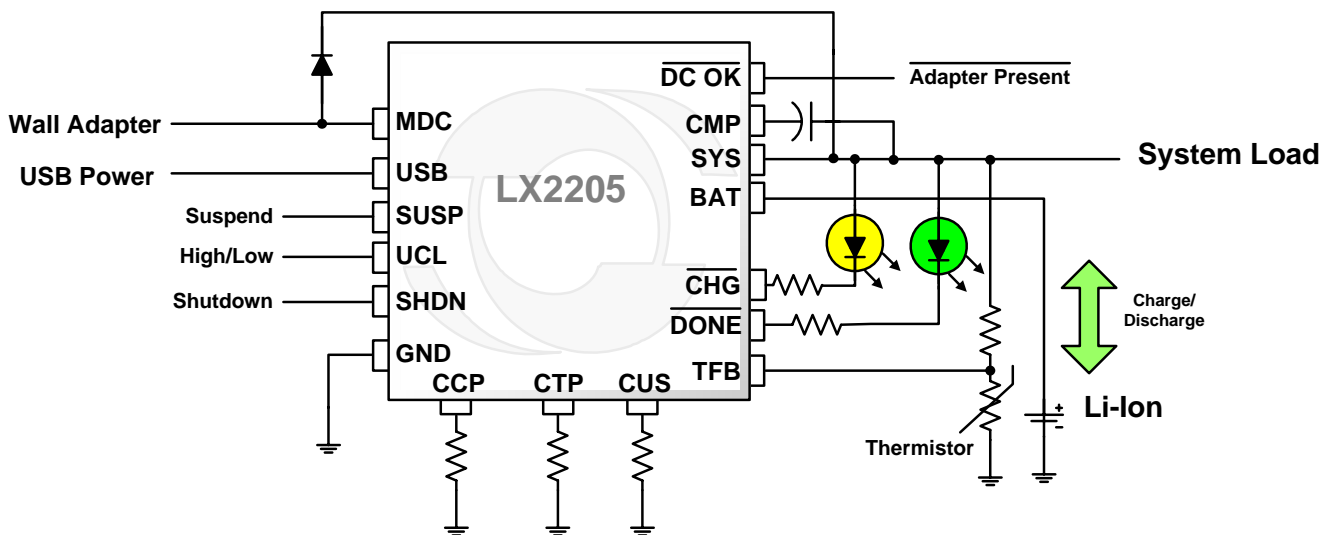 DC OK
Adapter Present
Wall Adapter
MDC
CMP
SYS
System Load
USB Power
USB
LX2205
BAT
Suspend
SUSP
High/Low
UCL
CHG
Shutdown
SHDN
Charge/
Discharge
DONE
GND
TFB
CCP
CTP
CUS
+
-
Li-Ion
Thermistor